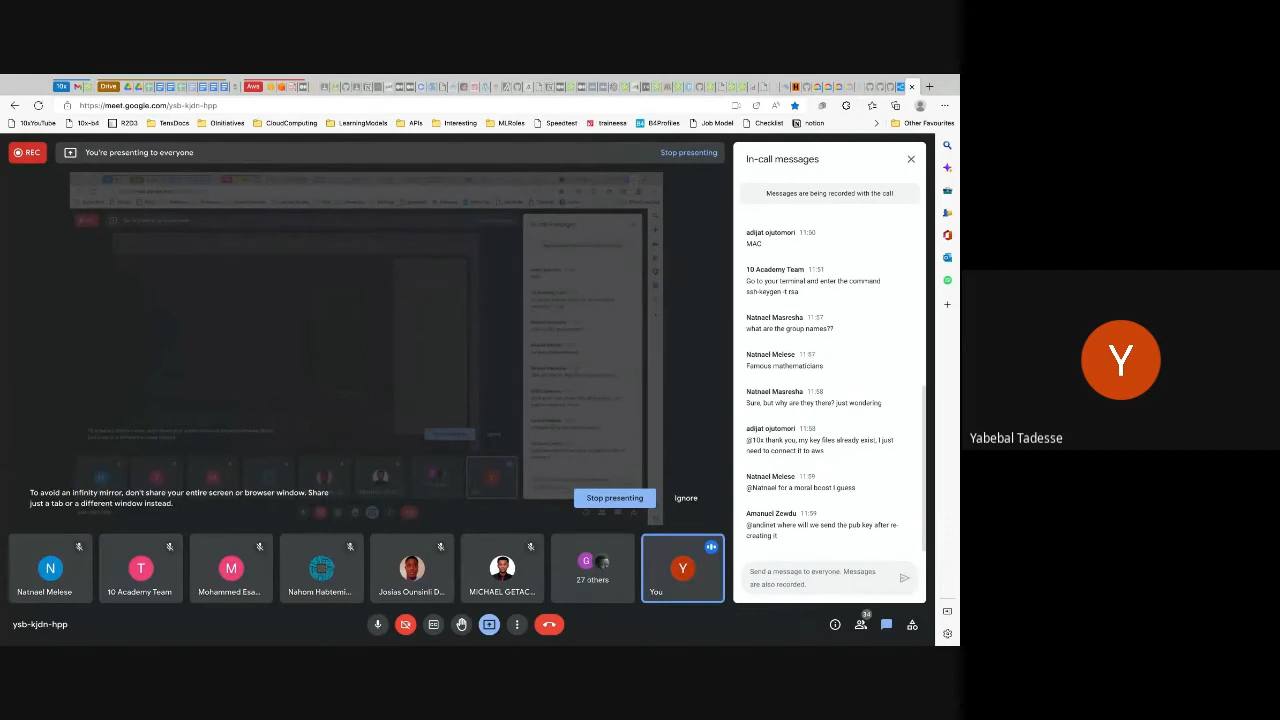 10x
Drive
Aws
https://meet.google.com/ysb-kjdn-hpp
10xYouTube
10x-b4
R2D3
TenxDocs
OInitiatives
CloudComputing
LearningModels
APIs
Interesting
MLRoles
Speedtest
traineesa
B4Profiles
Job Model
Checklist
notion
Other Favourites
REC
You're presenting to everyone
Stop presenting
In-call messages
Messages are being recorded with the call
adijat ojutomori 11:50
MAC
10 Academy Team 11:51
Go to your terminal and enter the command
ssh-keygen -t rsa
Natnael Masresha 11:57
what are the group names??
Natnael Melese 11:57
Famous mathematicians
Natnael Masresha 11:58
Sure, but why are they there? just wondering
adijat ojutomori 11:58
@10x thank you, my key files already exist, I just
need to connect it to aws
Natnael Melese 11:59
@Natnael for a moral boost I guess
Amanuel Zewdu 11:59
@andinet where will we send the pub key after re-
creating it
Send a message to everyone. Messages
are also recorded.
To avoid an infinity mirror, don't share your entire screen or browser window. Share
just a tab or a different window instead.
Stop presenting
Ignore
N
Natnael Melese
T
10 Academy Team
M
Mohammed Esa...
Nahom Habtemi...
Josias Ounsinli D...
MICHAEL GETAC...
G
27 others
Y
You
ysb-kjdn-hpp
34
Y
Yabebal Tadesse